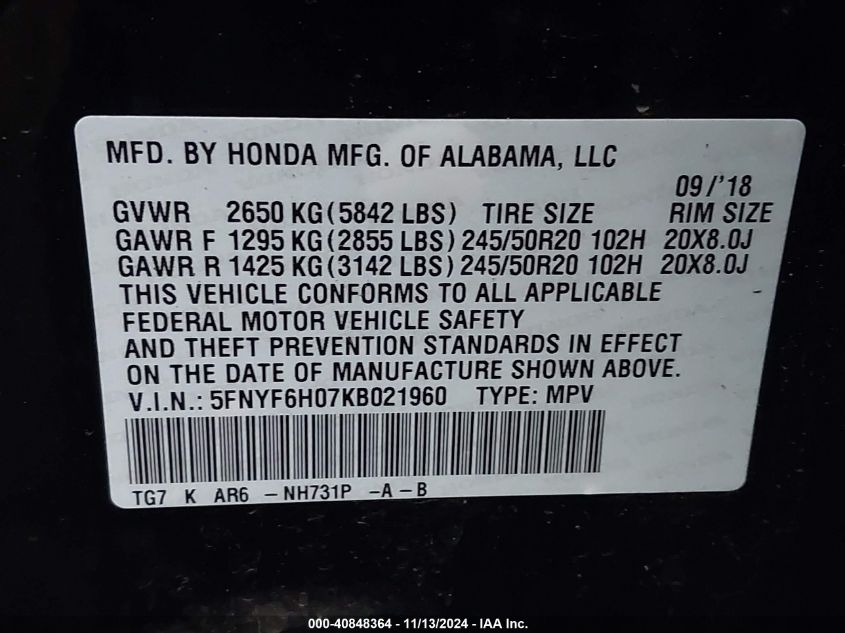 MFD. BY HONDA MFG. OF ALABAMA, LLC
09/'18
GVWR 2650 KG(5842 LBS) TIRE SIZE RIM SIZE
GAWR F 1295 KG(2855 LBS) 245/50R20 102H 20X8.0J
GAWR R 1425 KG(3142 LBS) 245/50R20 102H 20X8.0J
THIS VEHICLE CONFORMS TO ALL APPLICABLE
FEDERAL MOTOR VEHICLE SAFETY
AND THEFT PREVENTION STANDARDS IN EFFECT
ON THE DATE OF MANUFACTURE SHOWN ABOVE.
V.I.N.: 5FNYF6H07KB021960 TYPE: MPV
TG7 K AR6 -NH731P -A-B
000-40848364 - 11/13/2024 - IAA Inc.